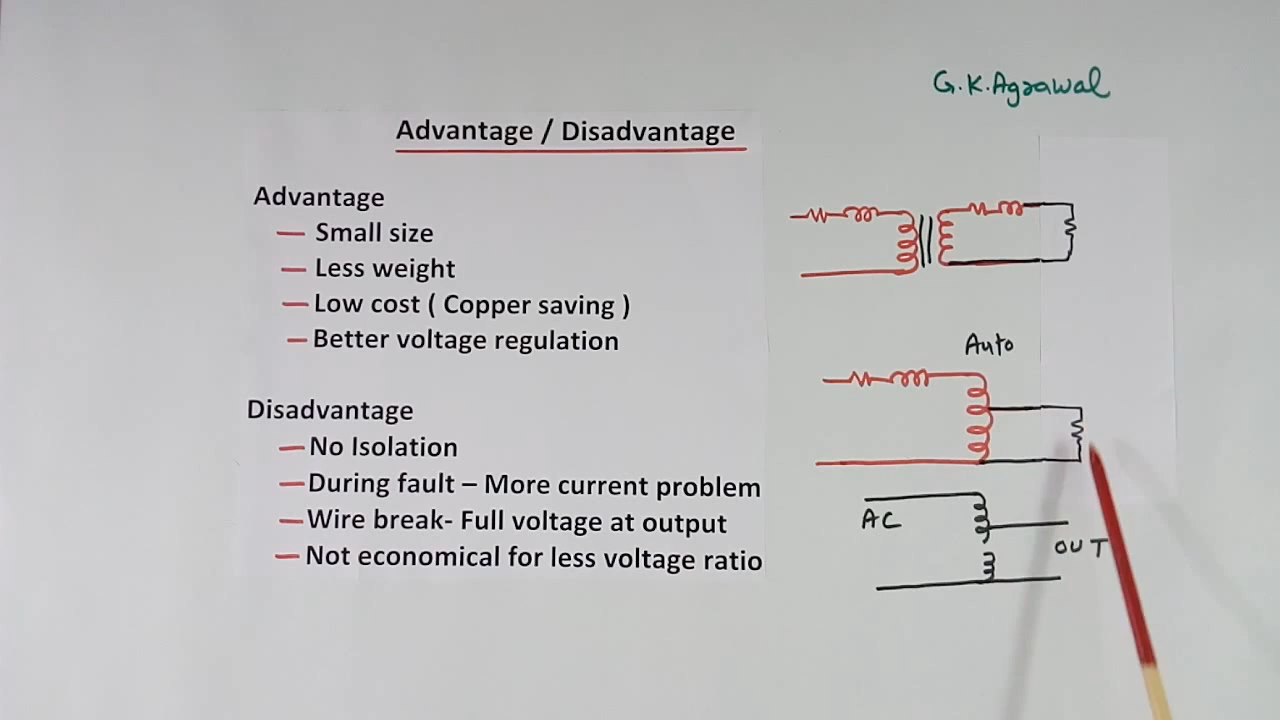 G.K.Agrawal
Advantage / Disadvantage
Advantage
— Small size
— Less weight
— Low cost ( Copper saving )
— Better voltage regulation
Disadvantage
— No Isolation
— During fault – More current problem
— Wire break- Full voltage at output
— Not economical for less voltage ratio
Auto
AC
OUT